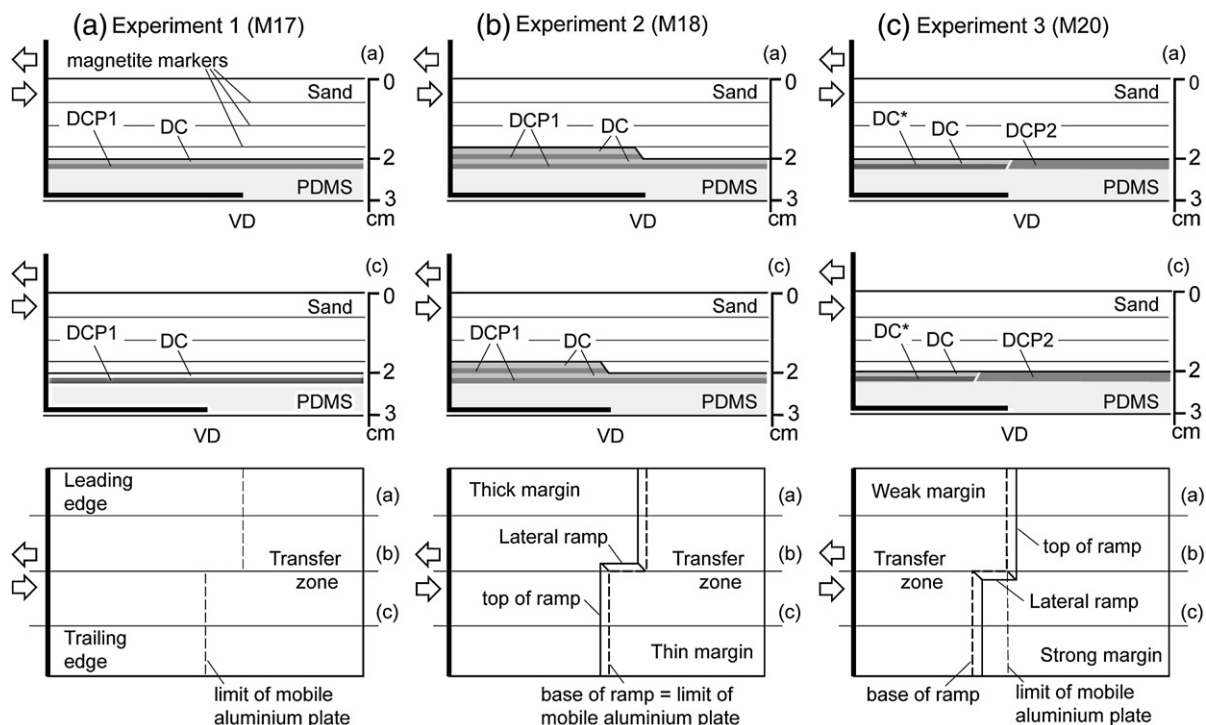 (a) Experiment 1 (M17)
magnetite markers
(a)
Sand
DCP1
DC
PDMS
VD
0
2
3
cm
(c)
Sand
DCP1
DC
PDMS
VD
0
2
3
cm
Leading
edge
(a)
(b)
Transfer
zone
(c)
Trailing
edge
limit of mobile
aluminium plate
(b) Experiment 2 (M18)
(a)
Sand
DCP1
DC
PDMS
VD
0
2
3
cm
(c)
Sand
DCP1
DC
PDMS
VD
0
2
3
cm
Thick margin
(a)
Lateral ramp
(b)
Transfer
zone
top of ramp
(c)
Thin margin
base of ramp = limit of
mobile aluminium plate
(c) Experiment 3 (M20)
(a)
Sand
DC*
DC
DCP2
PDMS
VD
0
2
3
cm
(c)
Sand
DC*
DC
DCP2
PDMS
VD
0
2
3
cm
Weak margin
(a)
top of ramp
(b)
Transfer
zone
Lateral ramp
(c)
Strong margin
base of ramp
limit of mobile
aluminium plate